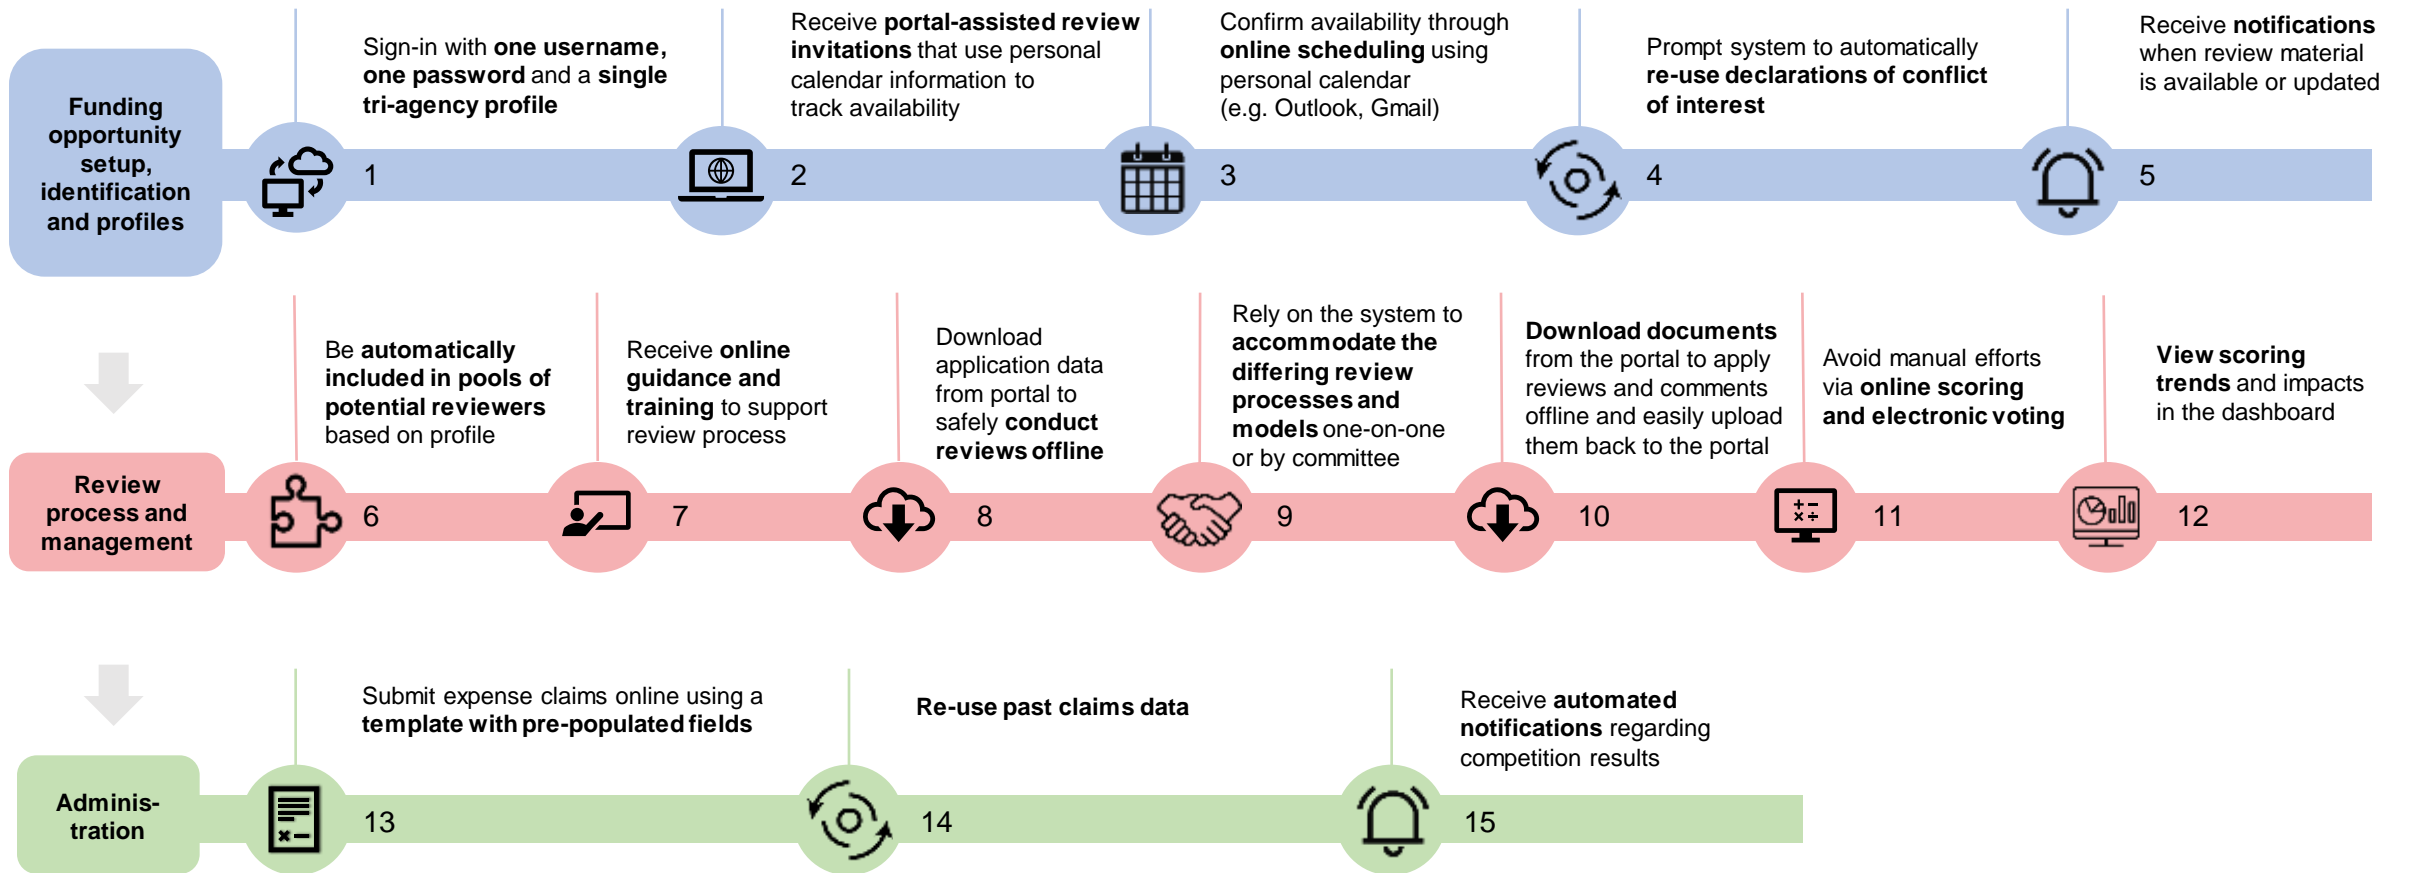 Funding
opportunity
setup,
identification
and profiles
Sign-in with one username,
one password and a single
tri-agency profile
1
Receive portal-assisted review
invitations that use personal
calendar information to
track availability
2
Confirm availability through
online scheduling using
personal calendar
(e.g. Outlook, Gmail)
3
Prompt system to automatically
re-use declarations of conflict
of interest
4
Receive notifications
when review material
is available or updated
5
Review
process and
management
Be automatically
included in pools of
potential reviewers
based on profile
6
Receive online
guidance and
training to support
review process
7
Download
application data
from portal to
safely conduct
reviews offline
8
Rely on the system to
accommodate the
differing review
processes and
models one-on-one
or by committee
9
Download documents
from the portal to apply
reviews and comments
offline and easily upload
them back to the portal
10
Avoid manual efforts
via online scoring
and electronic voting
11
View scoring
trends and impacts
in the dashboard
12
Adminis-
tration
Submit expense claims online using a
template with pre-populated fields
13
Re-use past claims data
14
Receive automated
notifications regarding
competition results
15